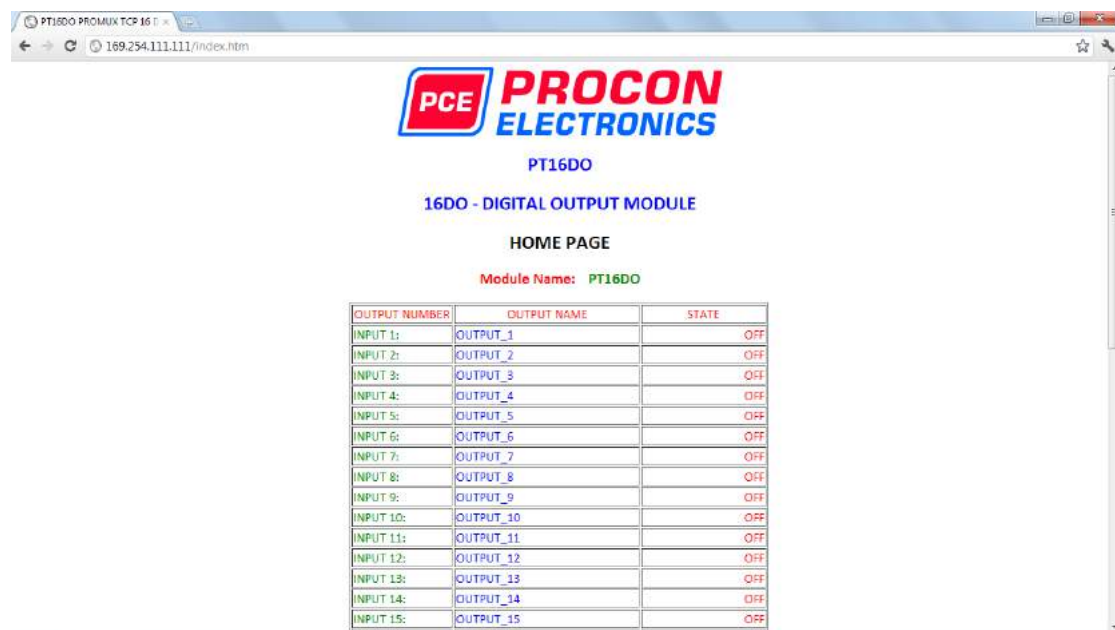 PT16DO PROMUX TCP 16 D
169.254.111.111/index.htm
PCE PROCON
ELECTRONICS
PT16DO
16DO - DIGITAL OUTPUT MODULE
HOME PAGE
Module Name: PT16DO
OUTPUT NUMBER OUTPUT NAME STATE
INPUT 1: OUTPUT_1 OFF
INPUT 2: OUTPUT_2 OFF
INPUT 3: OUTPUT_3 OFF
INPUT 4: OUTPUT_4 OFF
INPUT 5: OUTPUT_5 OFF
INPUT 6: OUTPUT_6 OFF
INPUT 7: OUTPUT_7 OFF
INPUT 8: OUTPUT_8 OFF
INPUT 9: OUTPUT_9 OFF
INPUT 10: OUTPUT_10 OFF
INPUT 11: OUTPUT_11 OFF
INPUT 12: OUTPUT_12 OFF
INPUT 13: OUTPUT_13 OFF
INPUT 14: OUTPUT_14 OFF
INPUT 15: OUTPUT_15 OFF